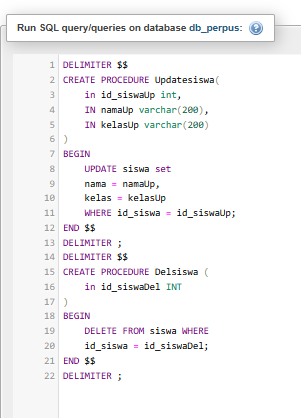 Run SQL query/queries on database db_perpus:
1 DELIMITER $$
2 CREATE PROCEDURE Updatesiswa(
3 in id_siswaUp int,
4 IN namaUp varchar(200),
5 IN kelasUp varchar(200)
6 )
7 BEGIN
8 UPDATE siswa set
9 nama = namaUp,
10 kelas = kelasUp
11 WHERE id_siswa = id_siswaUp;
12 END $$
13 DELIMITER ;
14 DELIMITER $$
15 CREATE PROCEDURE Delsiswa (
16 in id_siswaDel INT
17 )
18 BEGIN
19 DELETE FROM siswa WHERE
20 id_siswa = id_siswaDel;
21 END $$
22 DELIMITER ;